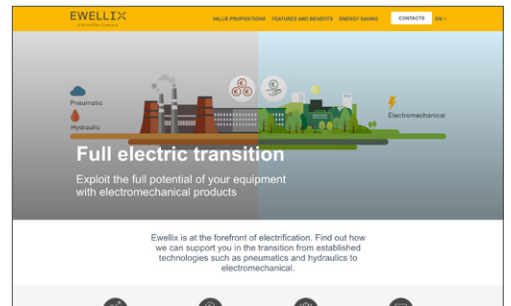 EWELLIX
A Schaeffler Company
VALUE PROPOSITIONS FEATURES AND BENEFITS ENERGY SAVING CONTACTS EN
Pneumatic
Hydraulic
Electromechanical
Full electric transition
Exploit the full potential of your equipment
with electromechanical products
Ewellix is at the forefront of electrification. Find out how
we can support you in the transition from established
technologies such as pneumatics and hydraulics to
electromechanical.